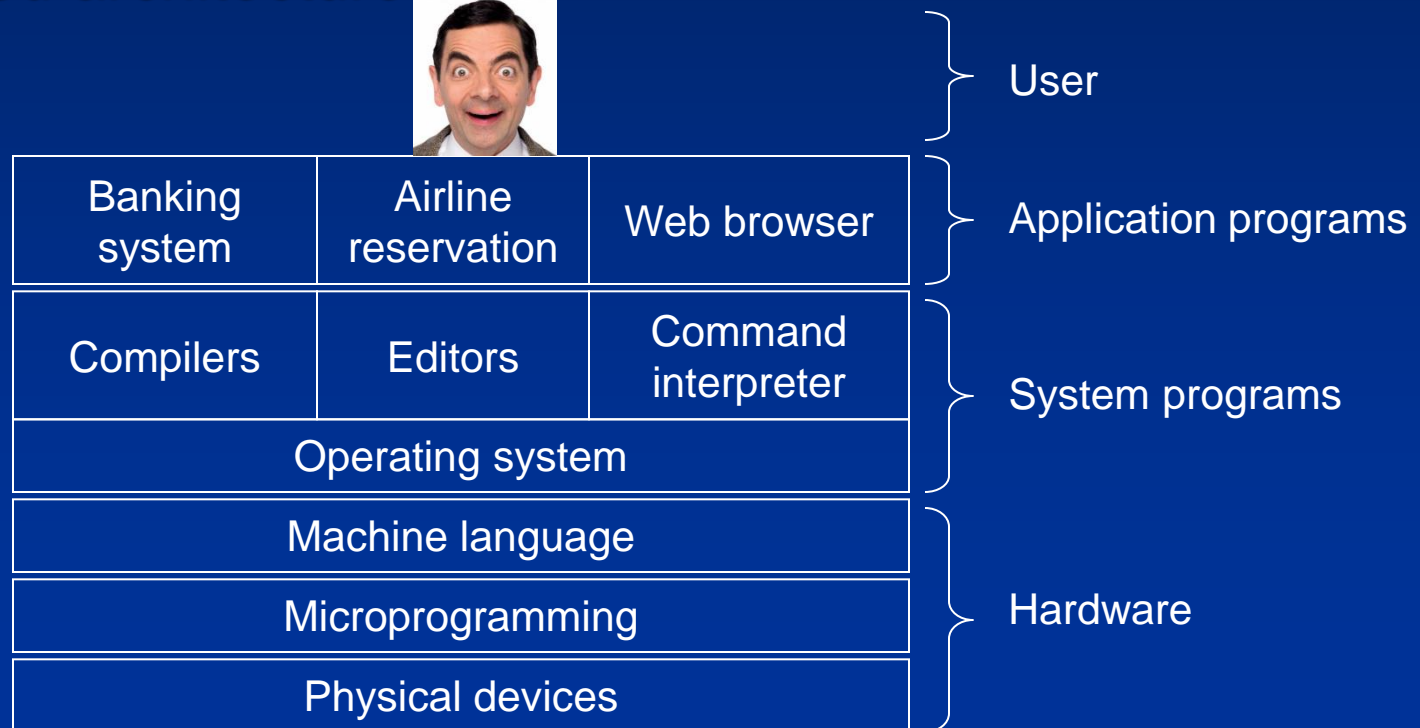 User
Banking
system
Airline
reservation
Web browser
Application programs
Compilers
Editors
Command
interpreter
System programs
Operating system
Machine language
Microprogramming
Hardware
Physical devices